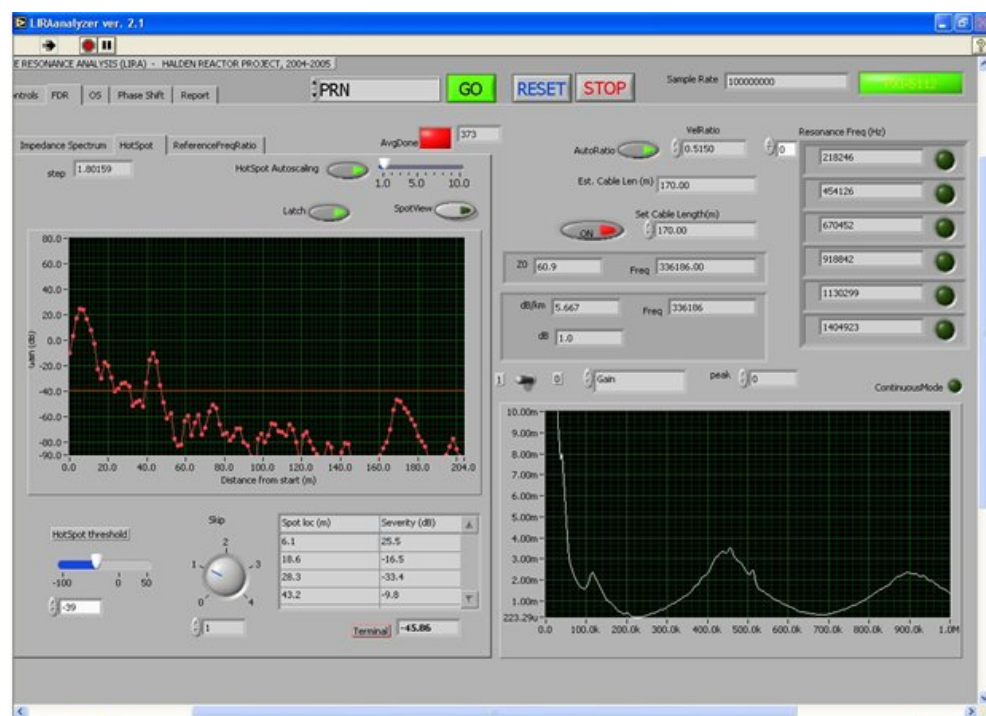 LIRAanalyzer ver. 2.1
E RESONANCE ANALYSIS (LIRA) - HALDEN REACTOR PROJECT, 2004-2005
ntrols FDR OS Phase Shift Report
PRN GO RESET STOP
Sample Rate 100000000
Impedance Spectrum HotSpot ReferenceFreqRatio
AvgDone 373
step 1.80159
HotSpot Autoscaling
1.0 5.0 10.0
Latch SpotView
80.0
60.0
40.0
20.0
0.0
-20.0
-40.0
-60.0
-80.0
-90.0
Gain (dB)
0.0 20.0 40.0 60.0 80.0 100.0 120.0 140.0 160.0 180.0 204.0
Distance from start (m)
HotSpot threshold
-100 0 50
-39
Skip
0 1 2 3 4
1
Spot loc (m) Severity (dB)
6.1 25.5
18.6 -16.5
28.3 -33.4
43.2 -9.8
Terminal -45.86
VelRatio
AutoRatio 0.5150 0
Est. Cable Len (m) 170.00
Set Cable Length(m)
ON 170.00
Z0 60.9 Freq 336186.00
dB/km 5.667 Freq 336186
dB 1.0
Resonance Freq (Hz)
218246
454126
670452
918842
1130299
1404923
1 0 Gain peak 0
ContinuousMode
10.00m
9.00m
8.00m
7.00m
6.00m
5.00m
4.00m
3.00m
2.00m
1.00m
223.29u
0.0 100.0k 200.0k 300.0k 400.0k 500.0k 600.0k 700.0k 800.0k 900.0k 1.0M